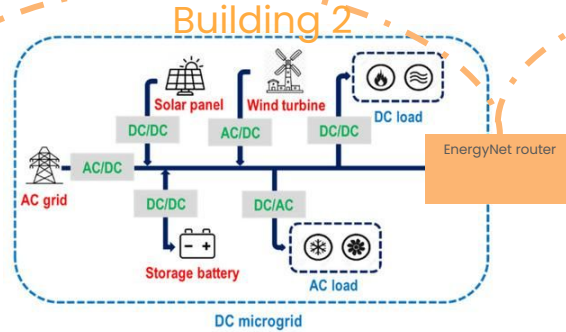 Building 2
Solar panel
Wind turbine
DC load
DC/DC
AC/DC
DC/DC
EnergyNet router
AC/DC
AC grid
DC/DC
DC/AC
Storage battery
AC load
DC microgrid